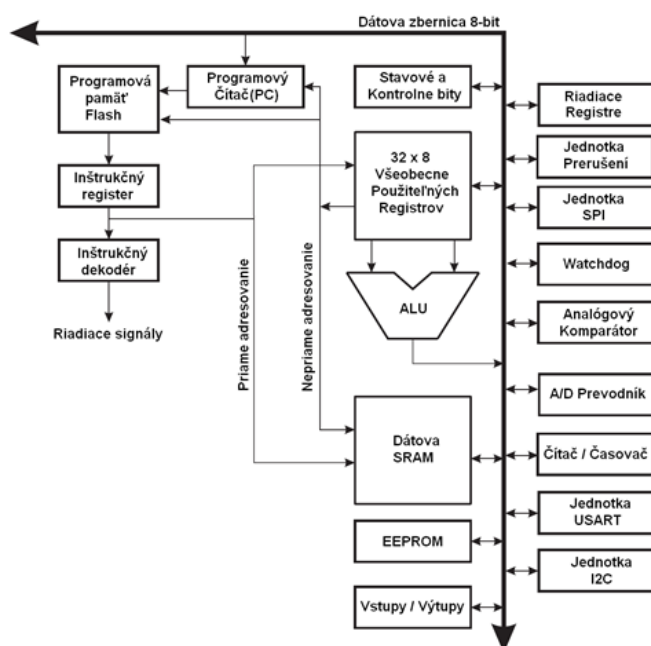 Dátova zbernica 8-bit
Programová
pamäť
Flash
Programový
Čítač(PC)
Stavové a
Kontrolne bity
Riadiace
Registre
Inštrukčný
register
32 x 8
Všeobecne
Použiteľných
Registrov
Jednotka
Prerušení
Jednotka
SPI
Inštrukčný
dekodér
Watchdog
Riadiace signály
Priame adresovanie
Nepriame adresovanie
ALU
Analógový
Komparátor
A/D Prevodník
Dátova
SRAM
Čítač / Časovač
Jednotka
USART
EEPROM
Jednotka
I2C
Vstupy / Výtupy